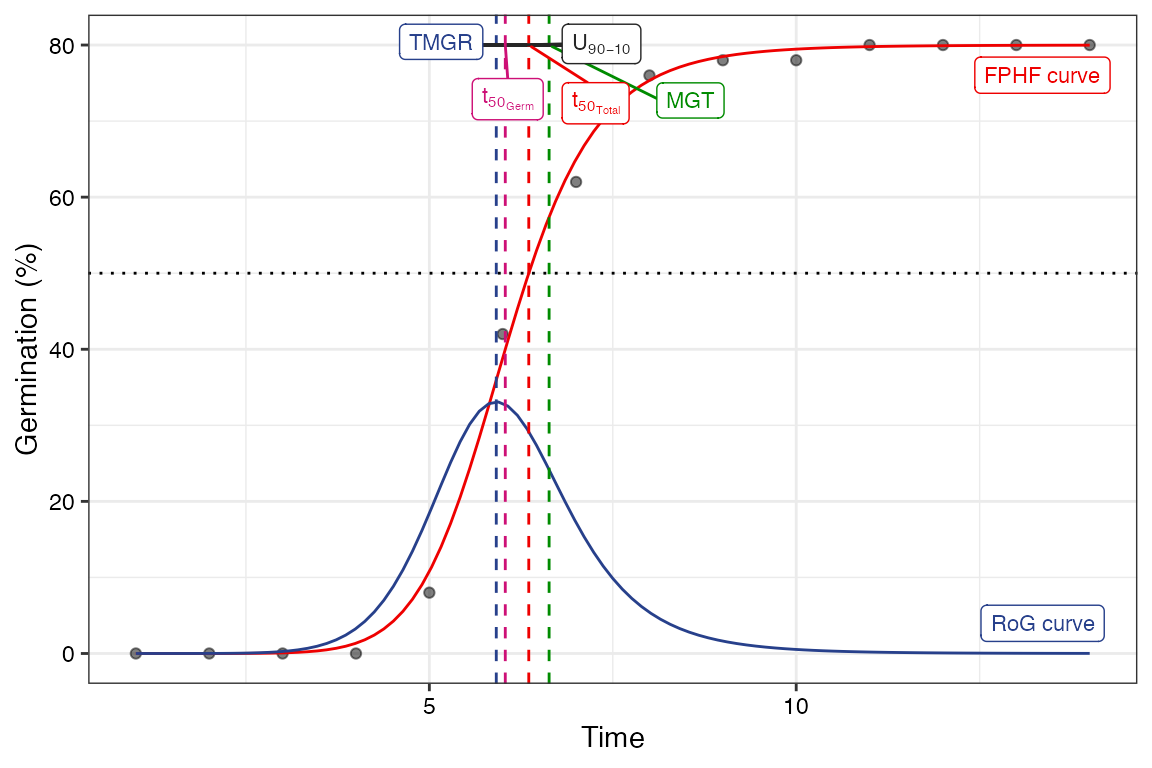 80
60
40
20
0
Germination (%)
TMGR
U90−10
t50Germ
t50Total
MGT
FPHF curve
RoG curve
5
10
Time